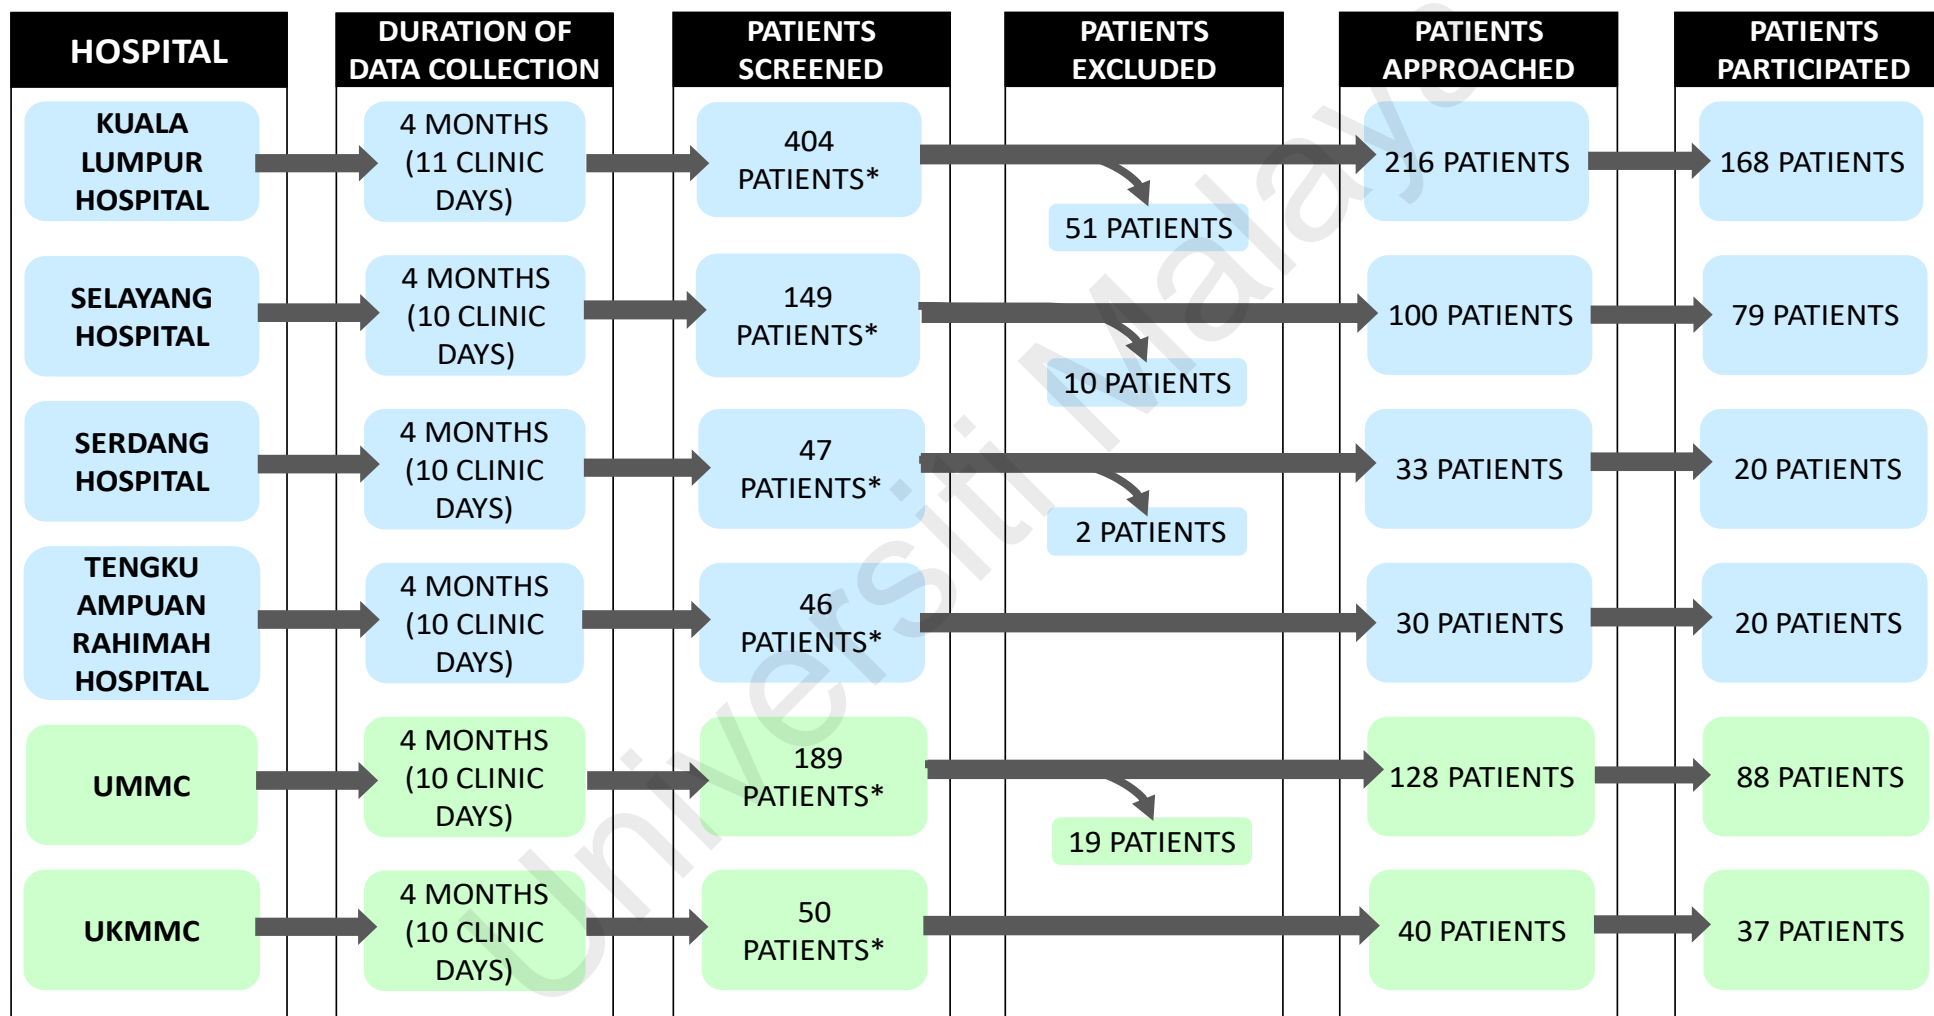 HOSPITAL
DURATION OF
DATA COLLECTION
PATIENTS
SCREENED
PATIENTS
EXCLUDED
PATIENTS
APPROACHED
PATIENTS
PARTICIPATED
KUALA
LUMPUR
HOSPITAL
4 MONTHS
(11 CLINIC
DAYS)
404
PATIENTS*
51 PATIENTS
216 PATIENTS
168 PATIENTS
SELAYANG
HOSPITAL
4 MONTHS
(10 CLINIC
DAYS)
149
PATIENTS*
10 PATIENTS
100 PATIENTS
79 PATIENTS
SERDANG
HOSPITAL
4 MONTHS
(10 CLINIC
DAYS)
47
PATIENTS*
2 PATIENTS
33 PATIENTS
20 PATIENTS
TENGKU
AMPUAN
RAHIMAH
HOSPITAL
4 MONTHS
(10 CLINIC
DAYS)
46
PATIENTS*
30 PATIENTS
20 PATIENTS
UMMC
4 MONTHS
(10 CLINIC
DAYS)
189
PATIENTS*
19 PATIENTS
128 PATIENTS
88 PATIENTS
UKMMC
4 MONTHS
(10 CLINIC
DAYS)
50
PATIENTS*
40 PATIENTS
37 PATIENTS
Universiti Malaya